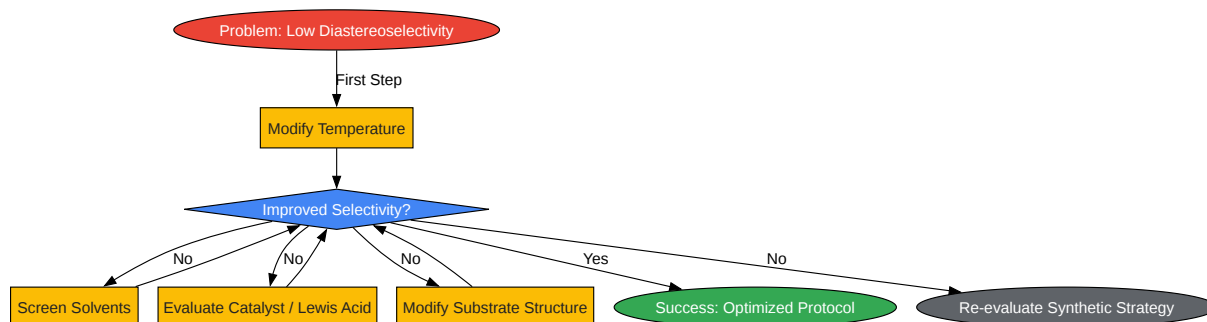 Problem: Low Diastereoselectivity
First Step
Modify Temperature
Improved Selectivity?
No
No
No
Yes
No
Screen Solvents
Evaluate Catalyst / Lewis Acid
Modify Substrate Structure
Success: Optimized Protocol
Re-evaluate Synthetic Strategy